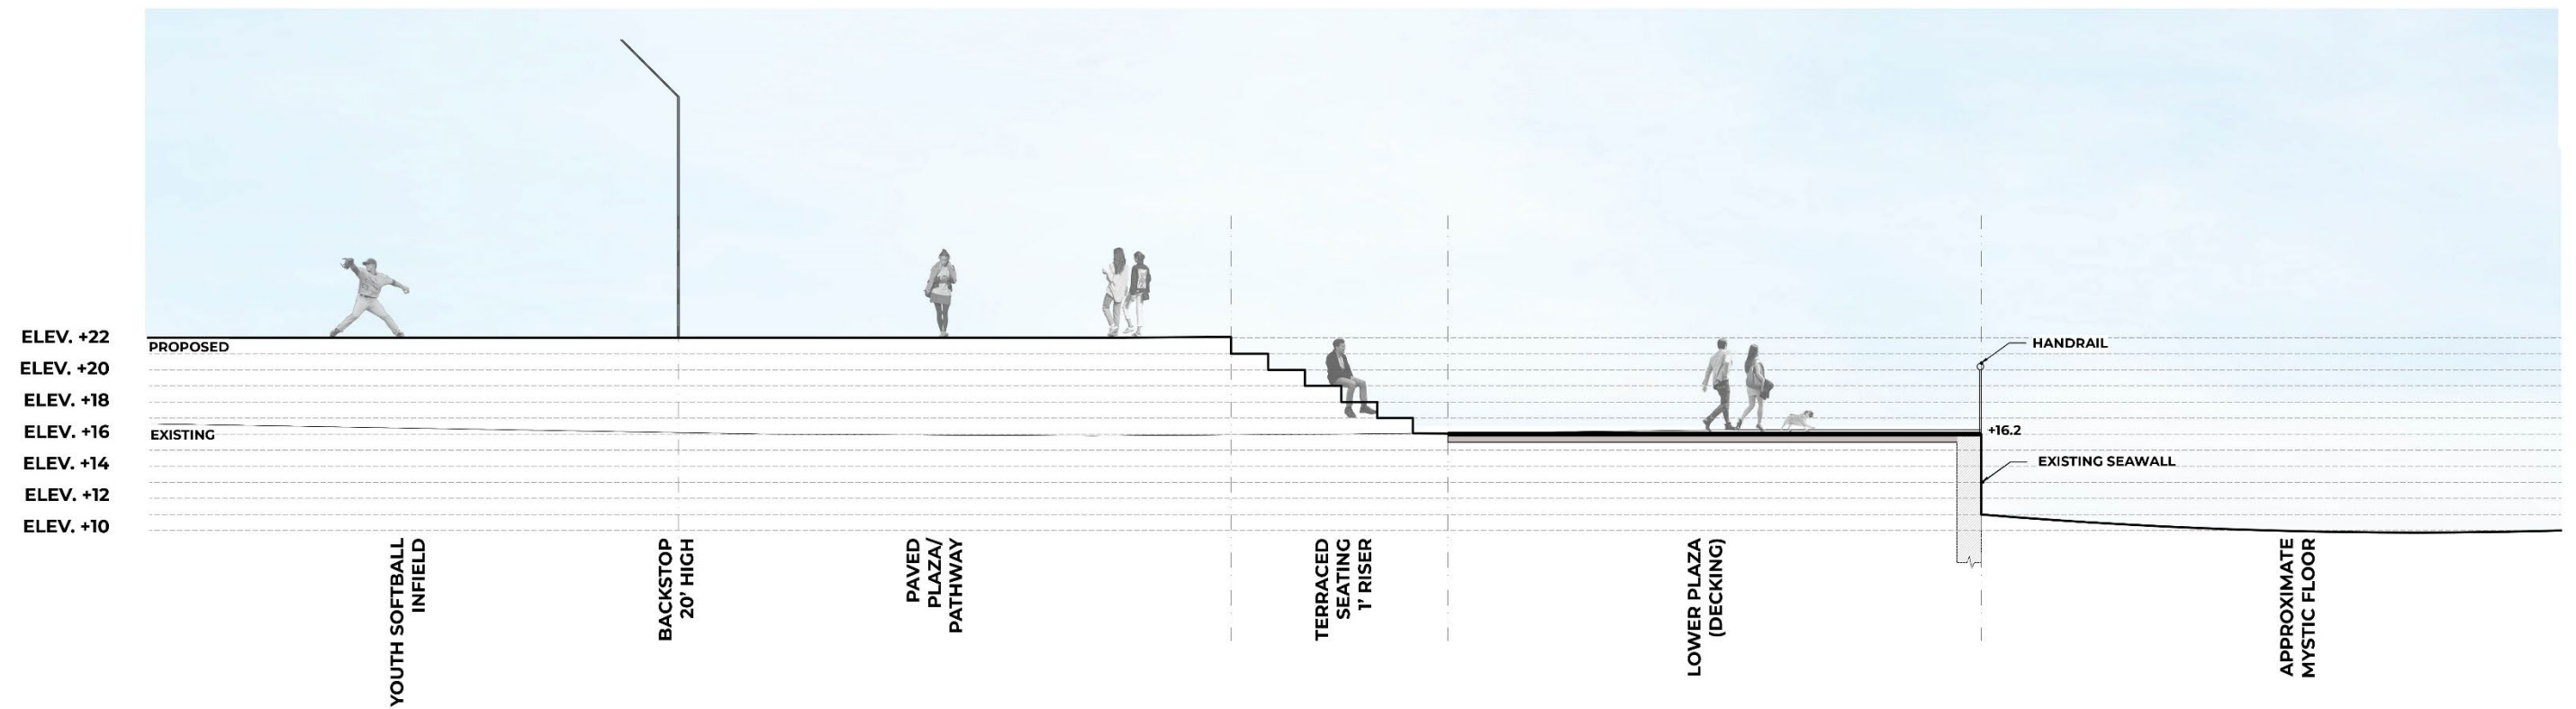 ELEV. +22
PROPOSED
ELEV. +20
ELEV. +18
ELEV. +16
EXISTING
ELEV. +14
ELEV. +12
ELEV. +10
HANDRAIL
+16.2
EXISTING SEAWALL
YOUTH SOFTBALL
INFIELD
BACKSTOP
20' HIGH
PAVED
PLAZA/
PATHWAY
TERRACED
SEATING
1' RISER
LOWER PLAZA
(DECKING)
APPROXIMATE
MYSTIC FLOOR